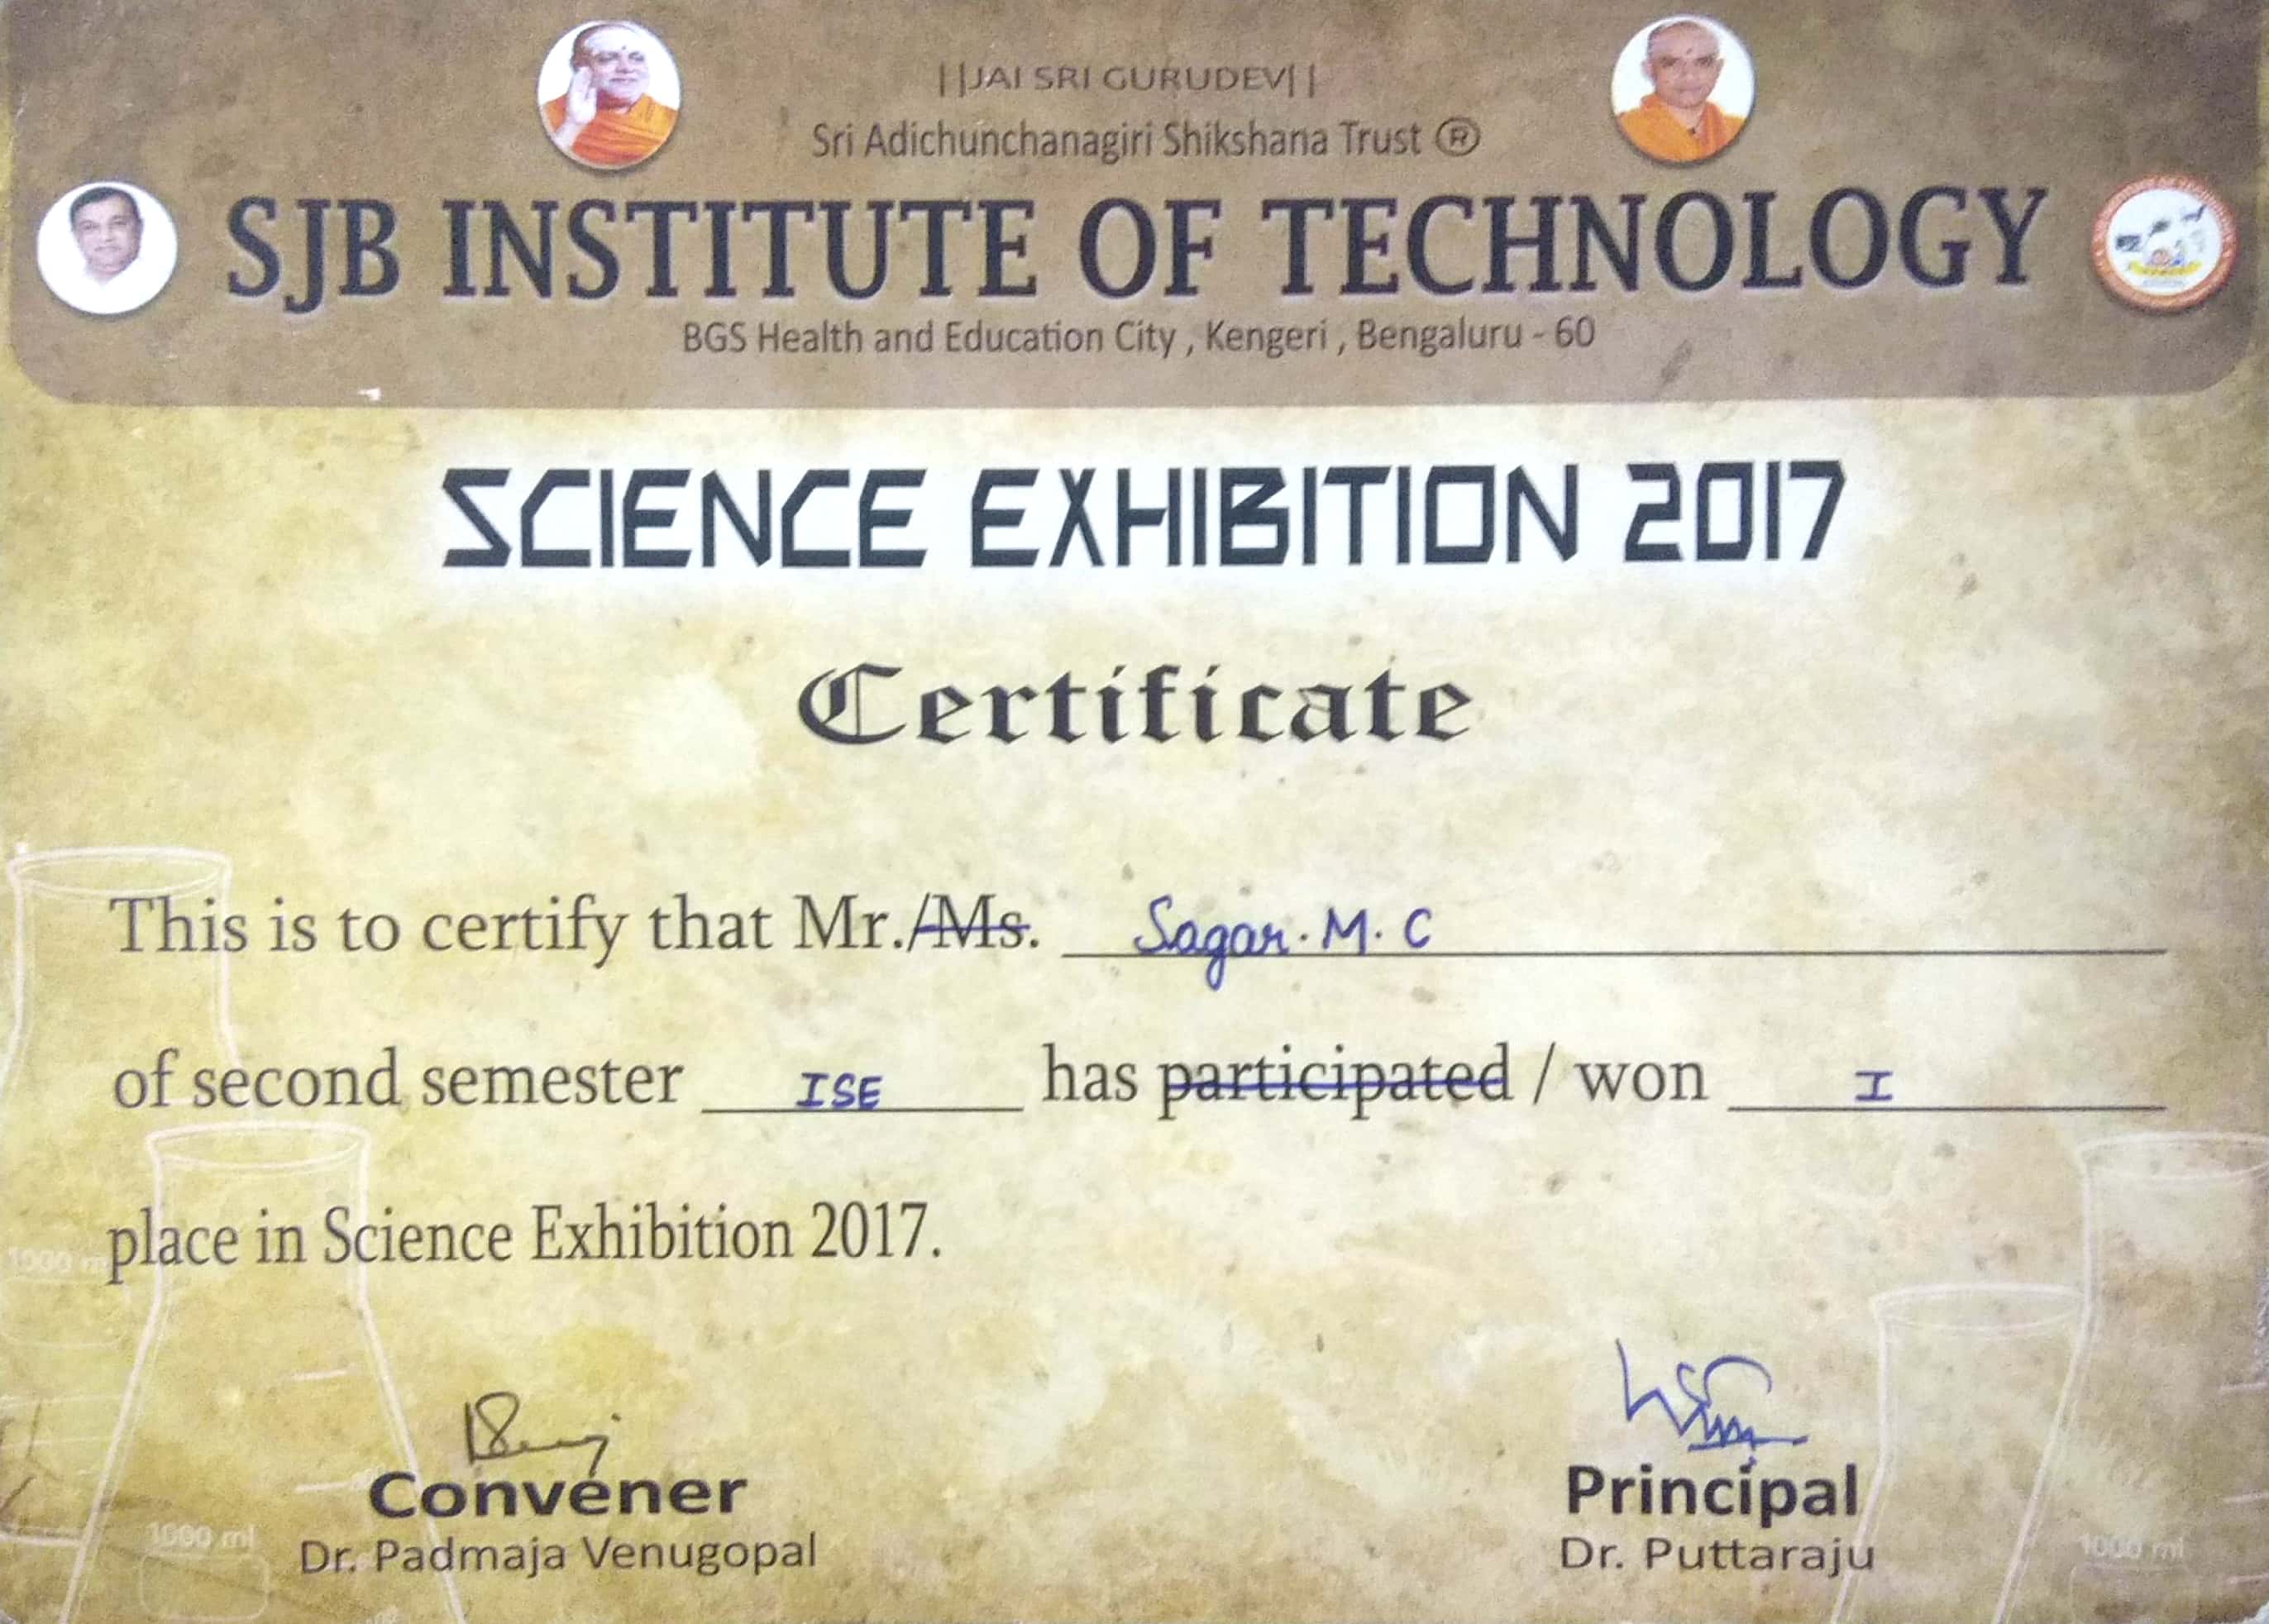 ||JAI SRI GURUDEV||
Sri Adichunchanagiri Shikshana Trust ®
SJB INSTITUTE OF TECHNOLOGY
BGS Health and Education City , Kengeri , Bengaluru - 60
SCIENCE EXHIBITION 2017
Certificate
This is to certify that Mr./Ms. Sagar. M. C
of second semester ISE has participated / won I
place in Science Exhibition 2017.
1000 ml
Convener
Principal
Dr. Padmaja Venugopal
Dr. Puttaraju
1000 ml
1000 ml